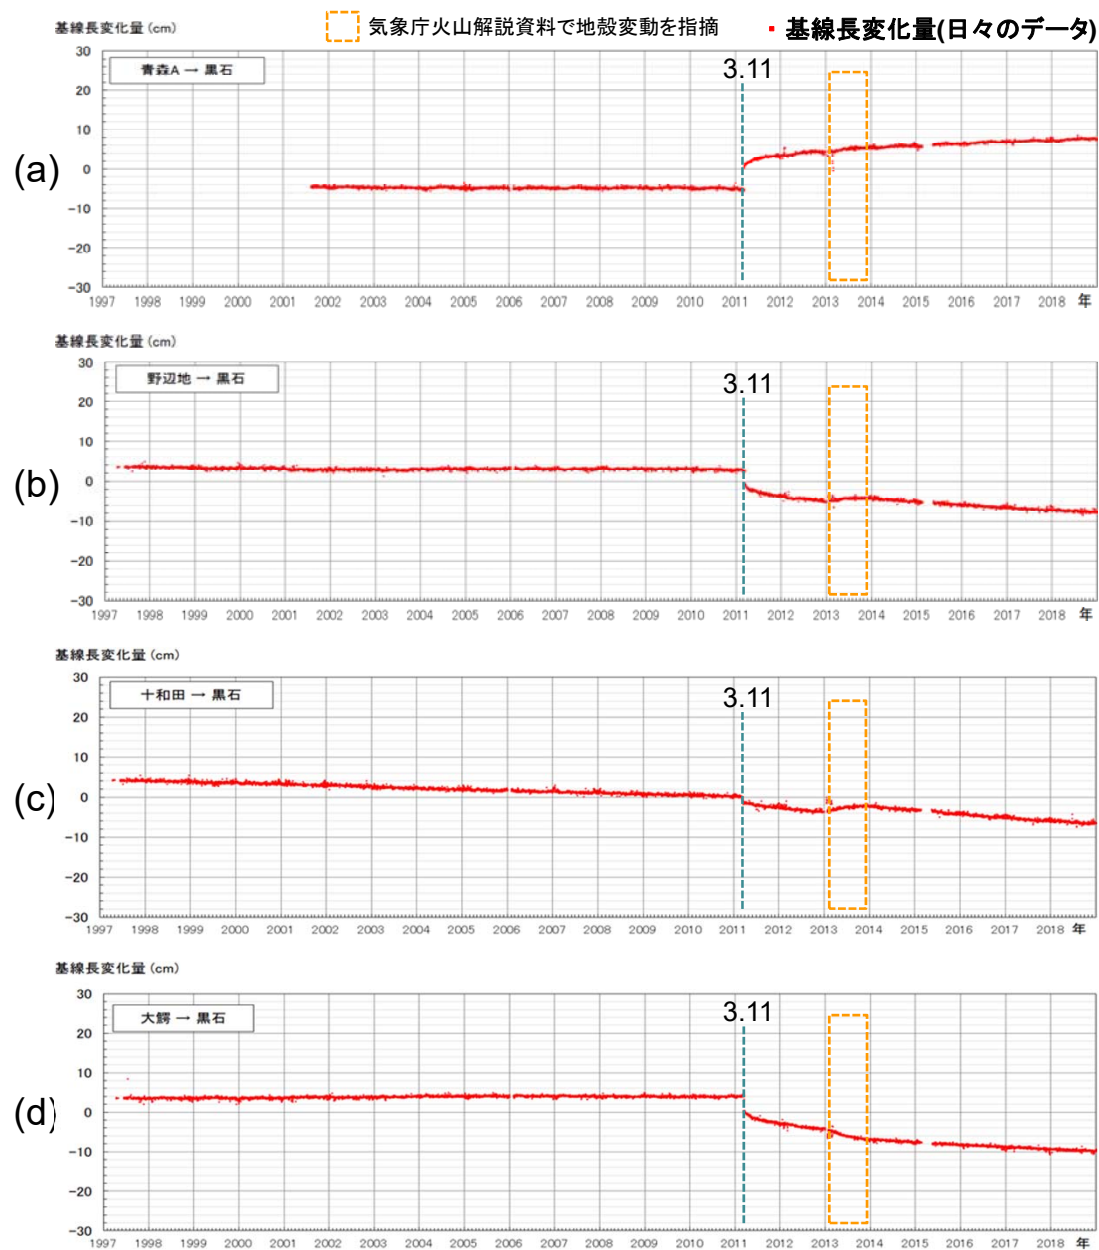 気象庁火山解説資料で地殻変動を指摘
基線長変化量(日々のデータ)
(a)
基線長変化量 (cm)
青森A → 黒石
3.11
30
20
10
0
-10
-20
-30
1997 1998 1999 2000 2001 2002 2003 2004 2005 2006 2007 2008 2009 2010 2011 2012 2013 2014 2015 2016 2017 2018 年
(b)
基線長変化量 (cm)
野辺地 → 黒石
3.11
30
20
10
0
-10
-20
-30
1997 1998 1999 2000 2001 2002 2003 2004 2005 2006 2007 2008 2009 2010 2011 2012 2013 2014 2015 2016 2017 2018 年
(c)
基線長変化量 (cm)
十和田 → 黒石
3.11
30
20
10
0
-10
-20
-30
1997 1998 1999 2000 2001 2002 2003 2004 2005 2006 2007 2008 2009 2010 2011 2012 2013 2014 2015 2016 2017 2018 年
(d)
基線長変化量 (cm)
大鰐 → 黒石
3.11
30
20
10
0
-10
-20
-30
1997 1998 1999 2000 2001 2002 2003 2004 2005 2006 2007 2008 2009 2010 2011 2012 2013 2014 2015 2016 2017 2018 年